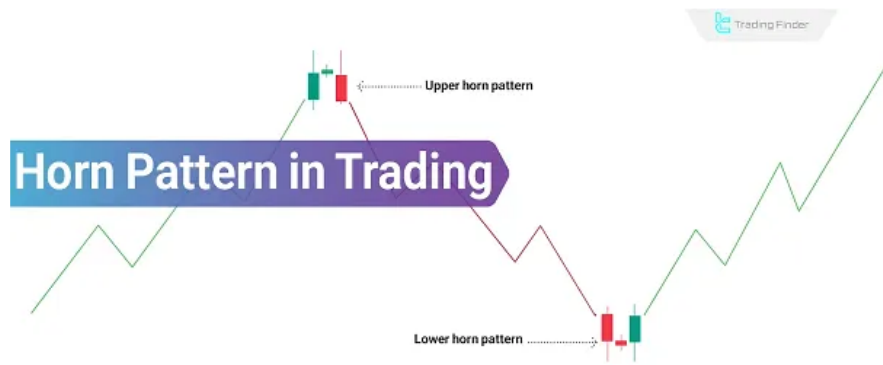 Trading Finder
Upper horn pattern
Horn Pattern in Trading
Lower horn pattern